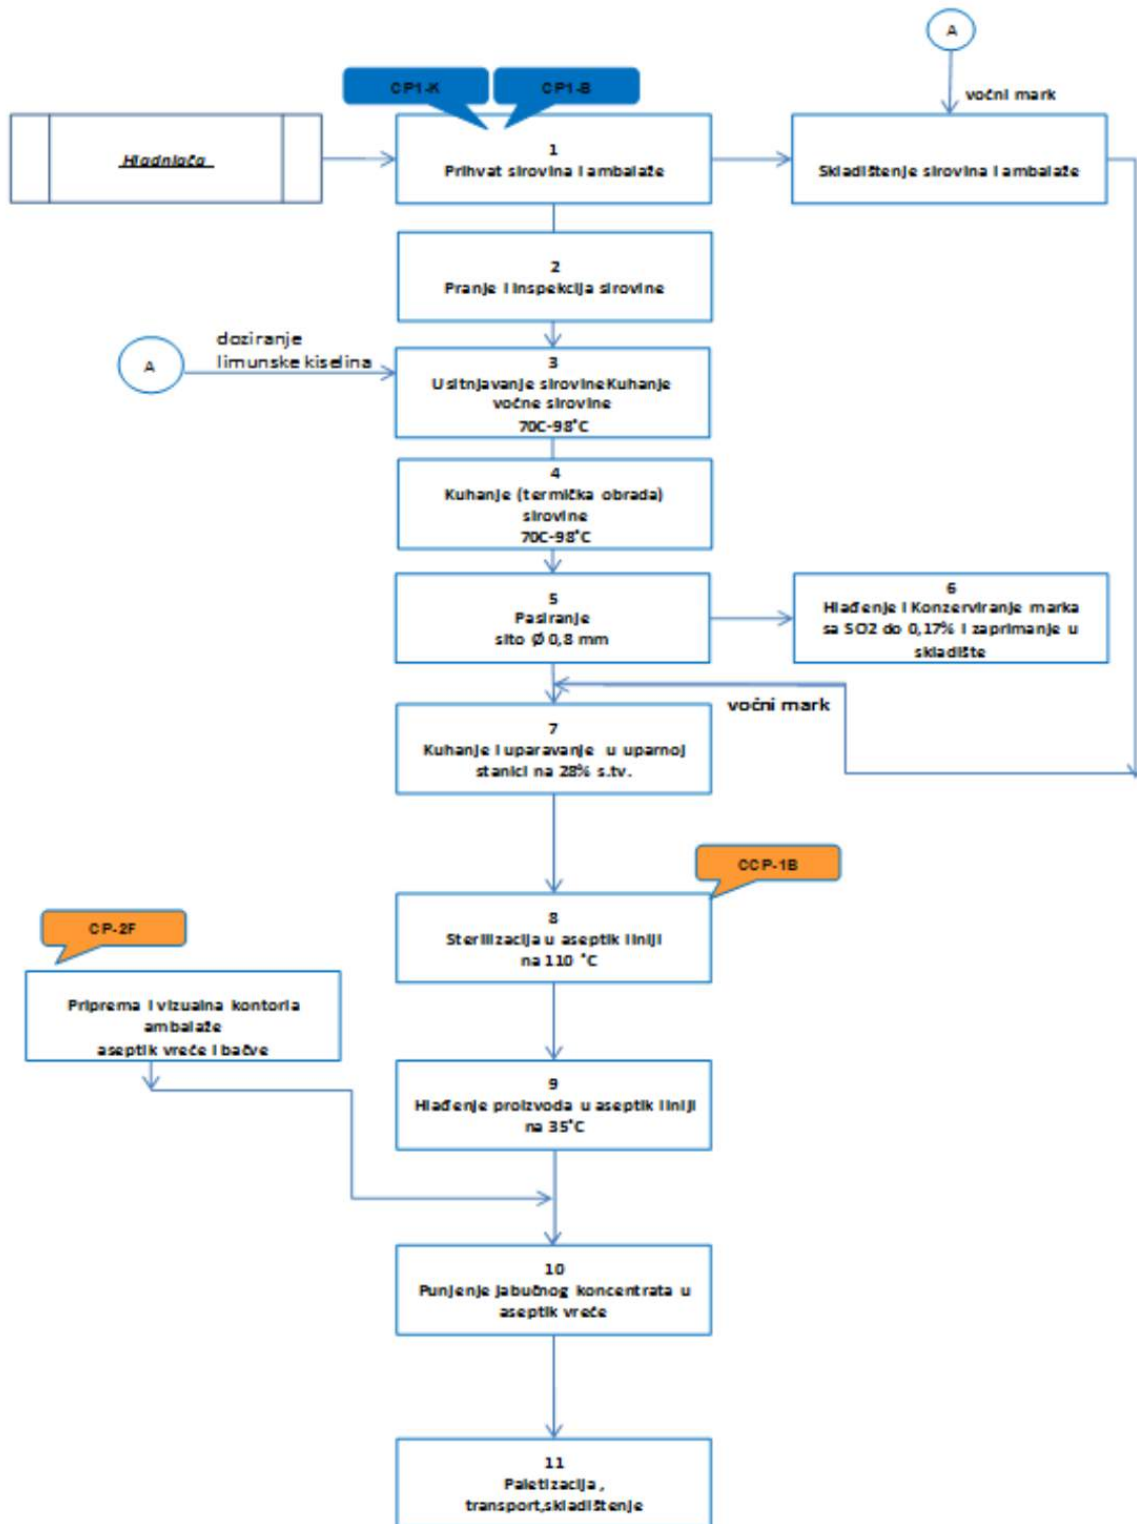 A
CP1-K
CP1-B
voćni mark
Hladnjača
1
Prihvat sirovina i ambalaže
Skladištenje sirovina i ambalaže
2
Pranje i inspekcija sirovine
doziranje
limunske kiselina
A
3
Usitnjavanje sirovineKuhanje
voćne sirovine
70C-98°C
4
Kuhanje (termička obrada)
sirovine
70C-98°C
5
Pasiranje
sito Ø 0,8 mm
6
Hlađenje i Konzerviranje marka
sa SO2 do 0,17% i zaprimanje u
skladište
voćni mark
7
Kuhanje i uparavanje u uparnoj
stanici na 28% s.tv.
CCP-1B
8
Sterilizacija u aseptik liniji
na 110 °C
CP-2F
Priprema i vizualna kontorla
ambalaže
aseptik vreće i bačve
9
Hlađenje proizvoda u aseptik liniji
na 35°C
10
Punjenje jabučnog koncentrata u
aseptik vreće
11
Paletizacija ,
transport,skladištenje